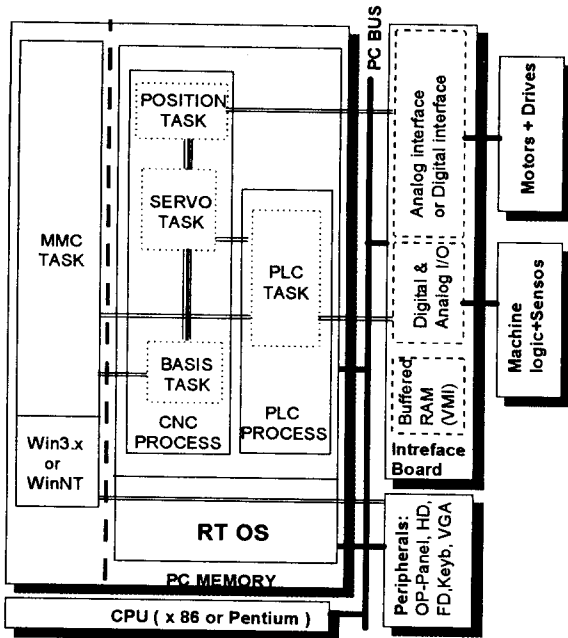 POSITION
TASK
SERVO
TASK
MMC
TASK
PLC
TASK
BASIS
TASK
CNC
PROCESS
PLC
PROCESS
Win3.x
or
WinNT
RT OS
PC MEMORY
CPU ( x 86 or Pentium )
PC BUS
Analog interface
or Digital interface
Digital &
Analog I/O
Buffered
RAM
(VMI)
Intreface
Board
Motors + Drives
Machine
logic+Sensos
Peripherals:
OP-Panel, HD,
FD,Keyb, VGA